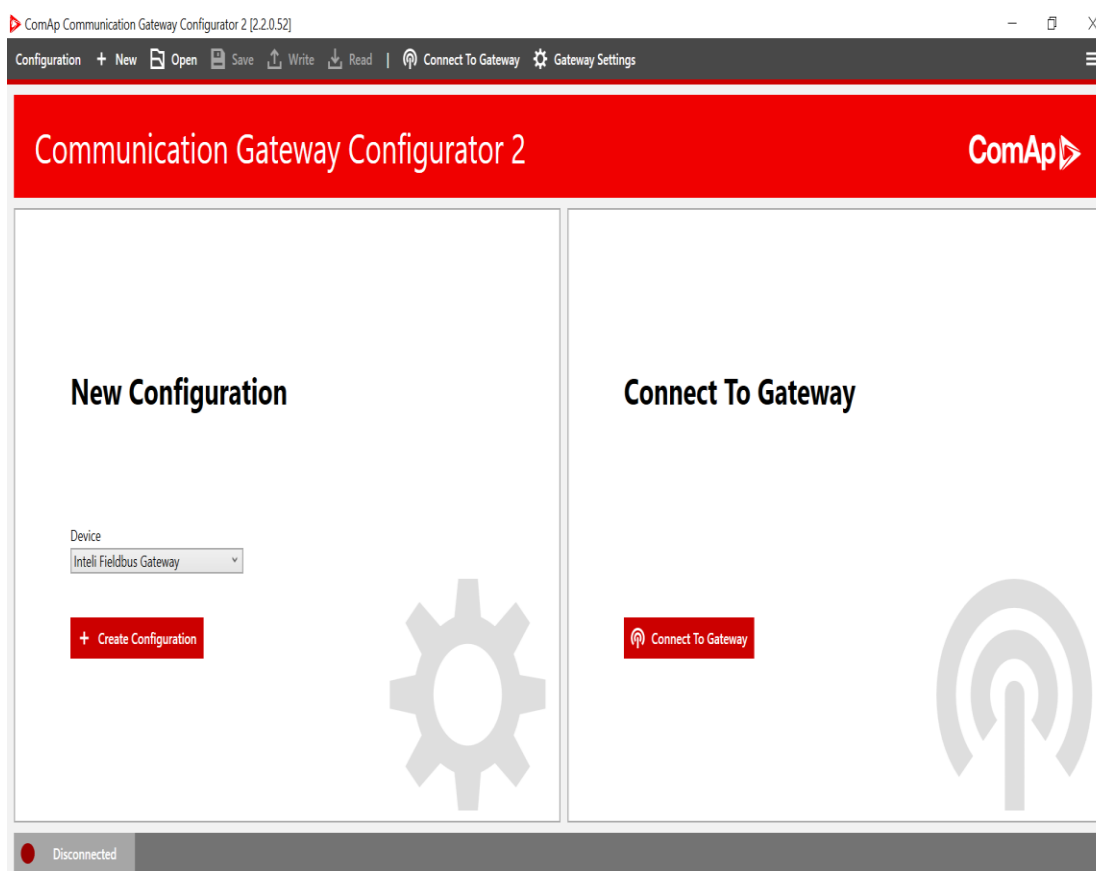 ComAp Communication Gateway Configurator 2 [2.2.0.52]
Configuration + New Open Save Write Read | Connect To Gateway Gateway Settings
Communication Gateway Configurator 2
ComAp
New Configuration
Device
Inteli Fieldbus Gateway
+ Create Configuration
Connect To Gateway
Connect To Gateway
Disconnected